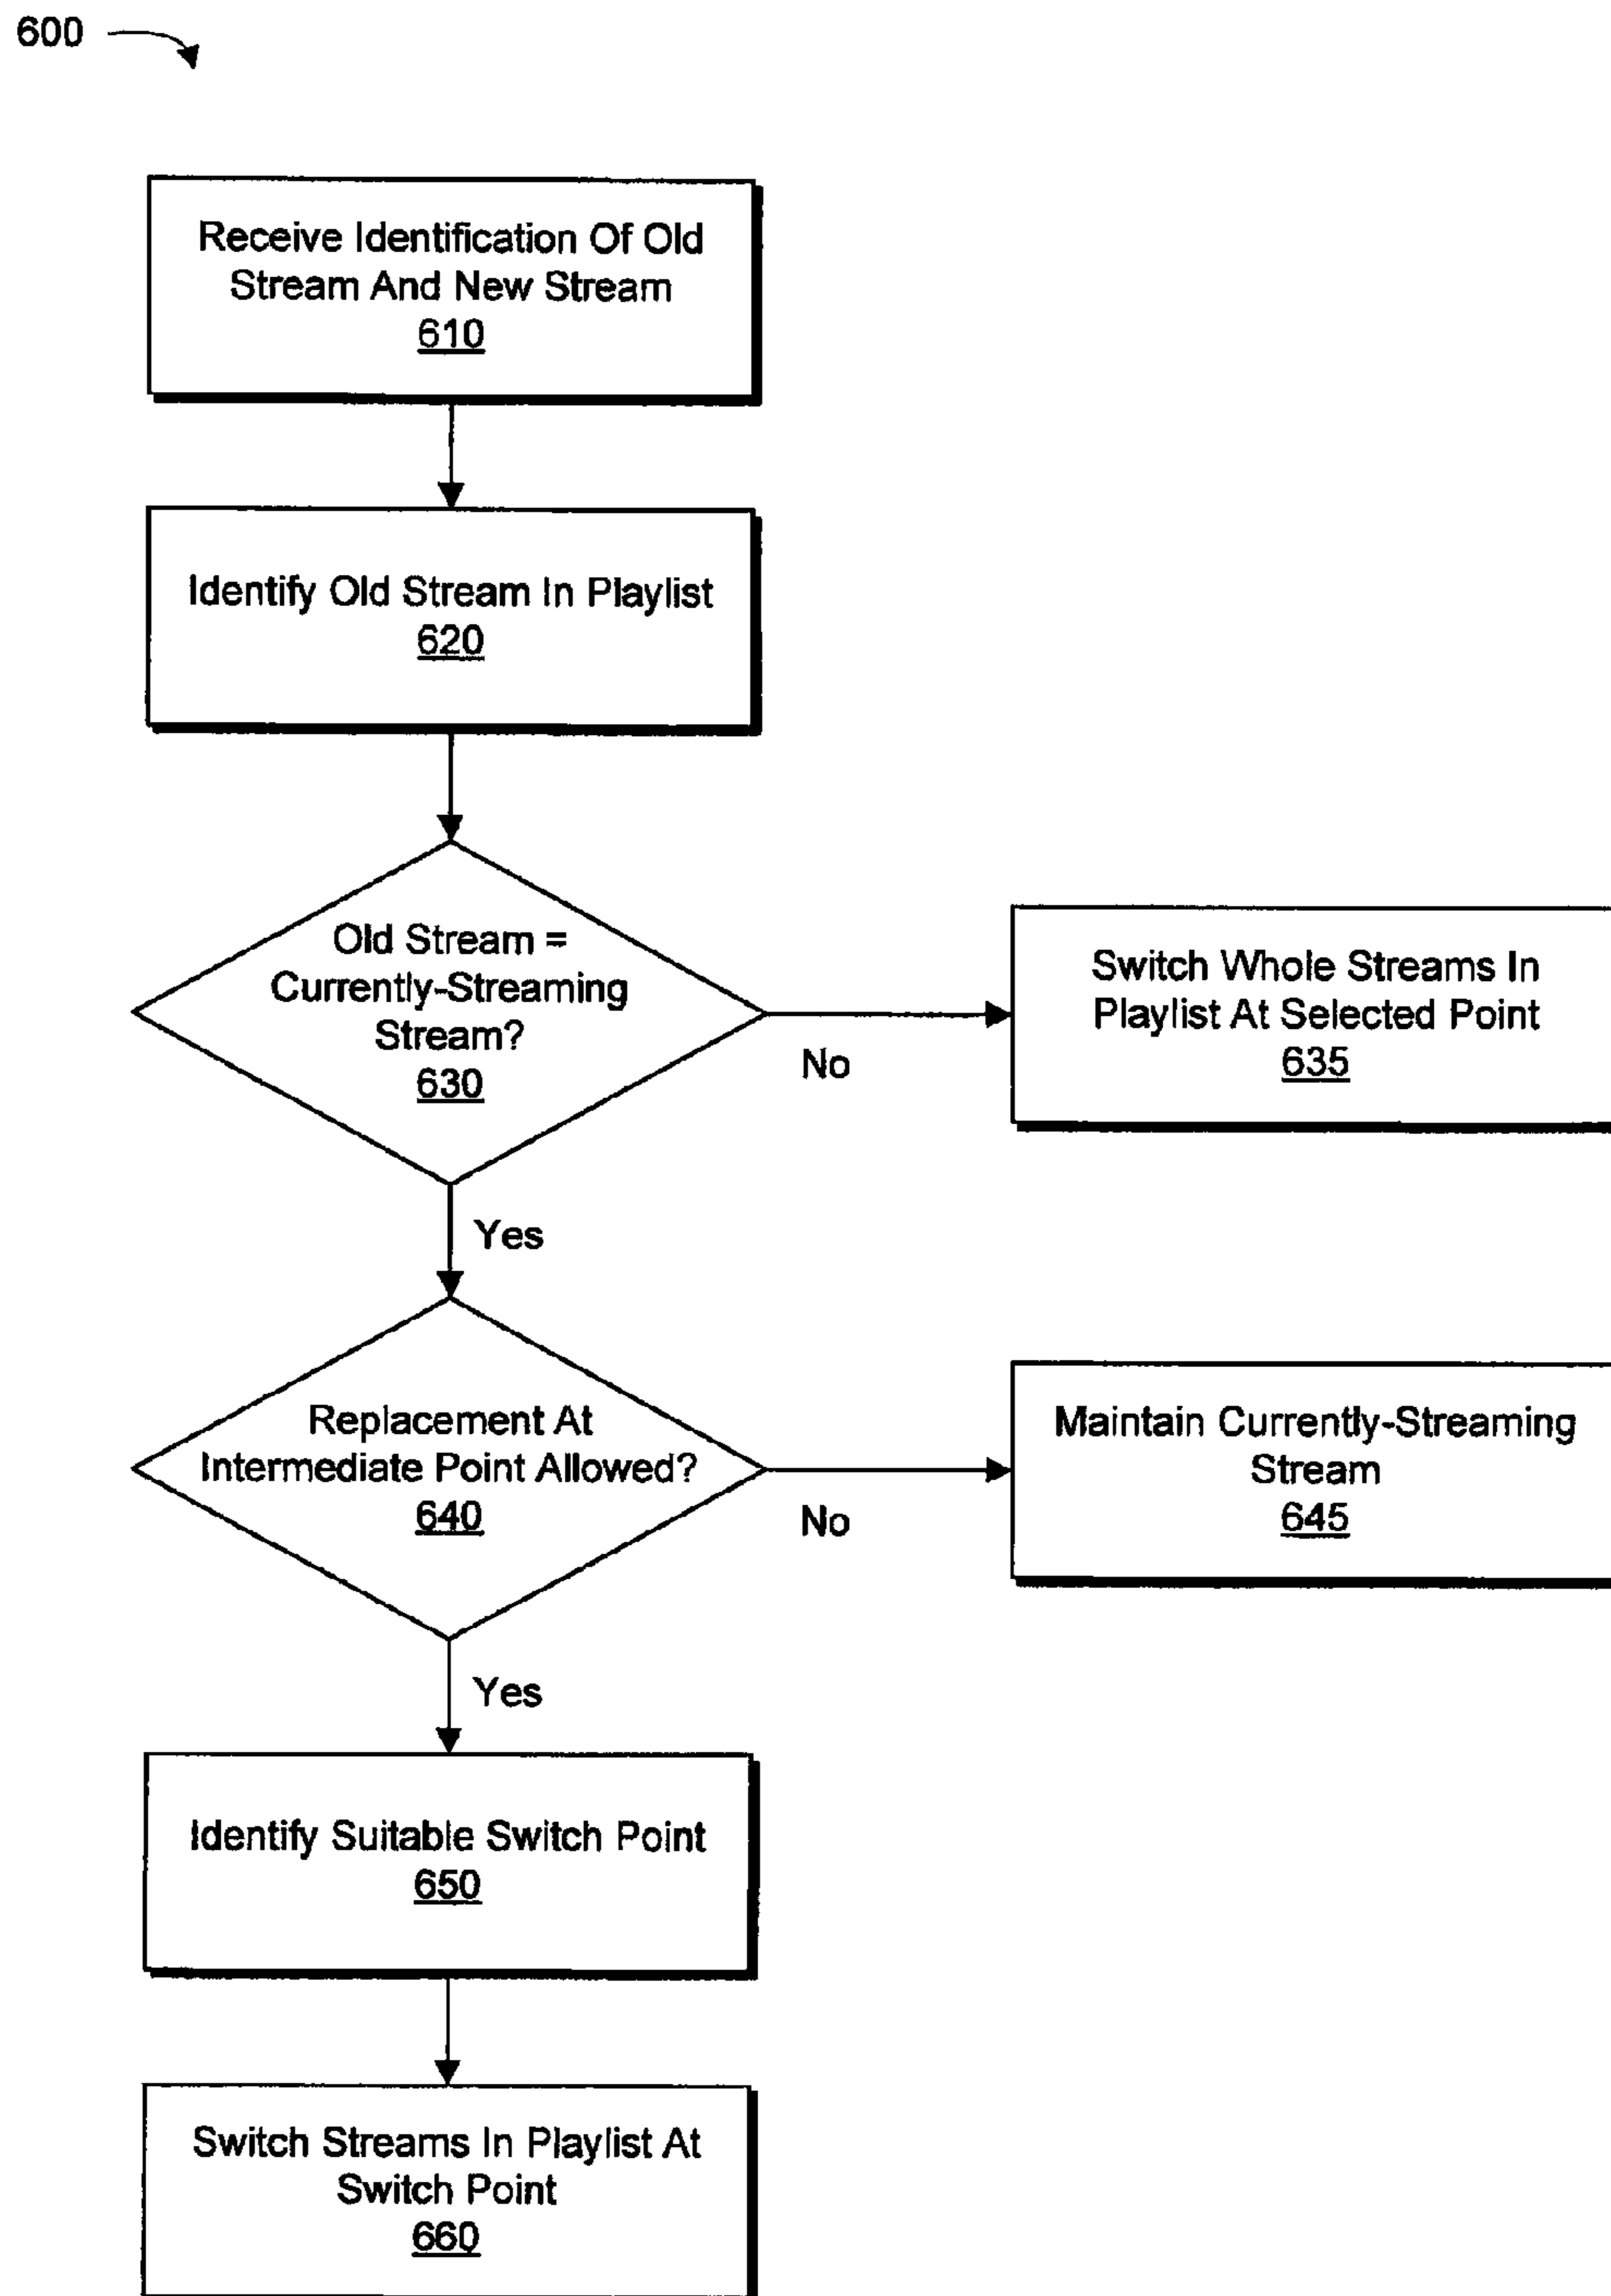 600
Receive Identification Of Old
Stream And New Stream
610
Identify Old Stream In Playlist
620
Old Stream =
Currently-Streaming
Stream?
630
No
Switch Whole Streams In
Playlist At Selected Point
635
Yes
Replacement At
Intermediate Point Allowed?
640
No
Maintain Currently-Streaming
Stream
645
Yes
Identify Suitable Switch Point
650
Switch Streams In Playlist At
Switch Point
660